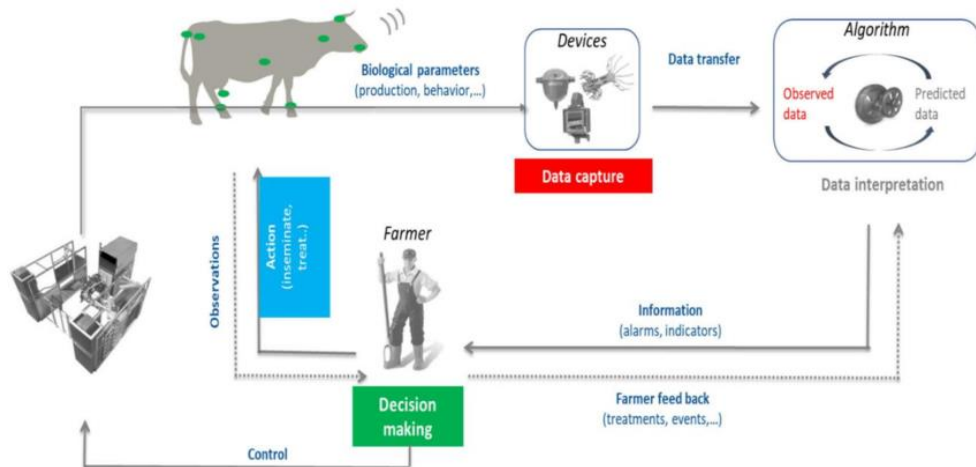 Biological parameters
(production, behavior,...)
Devices
Data transfer
Algorithm
Observed
data
Predicted
data
Data capture
Data interpretation
Observations
Action
(inseminate,
treat..)
Farmer
Information
(alarms, indicators)
Decision
making
Farmer feed back
(treatments, events,...)
Control